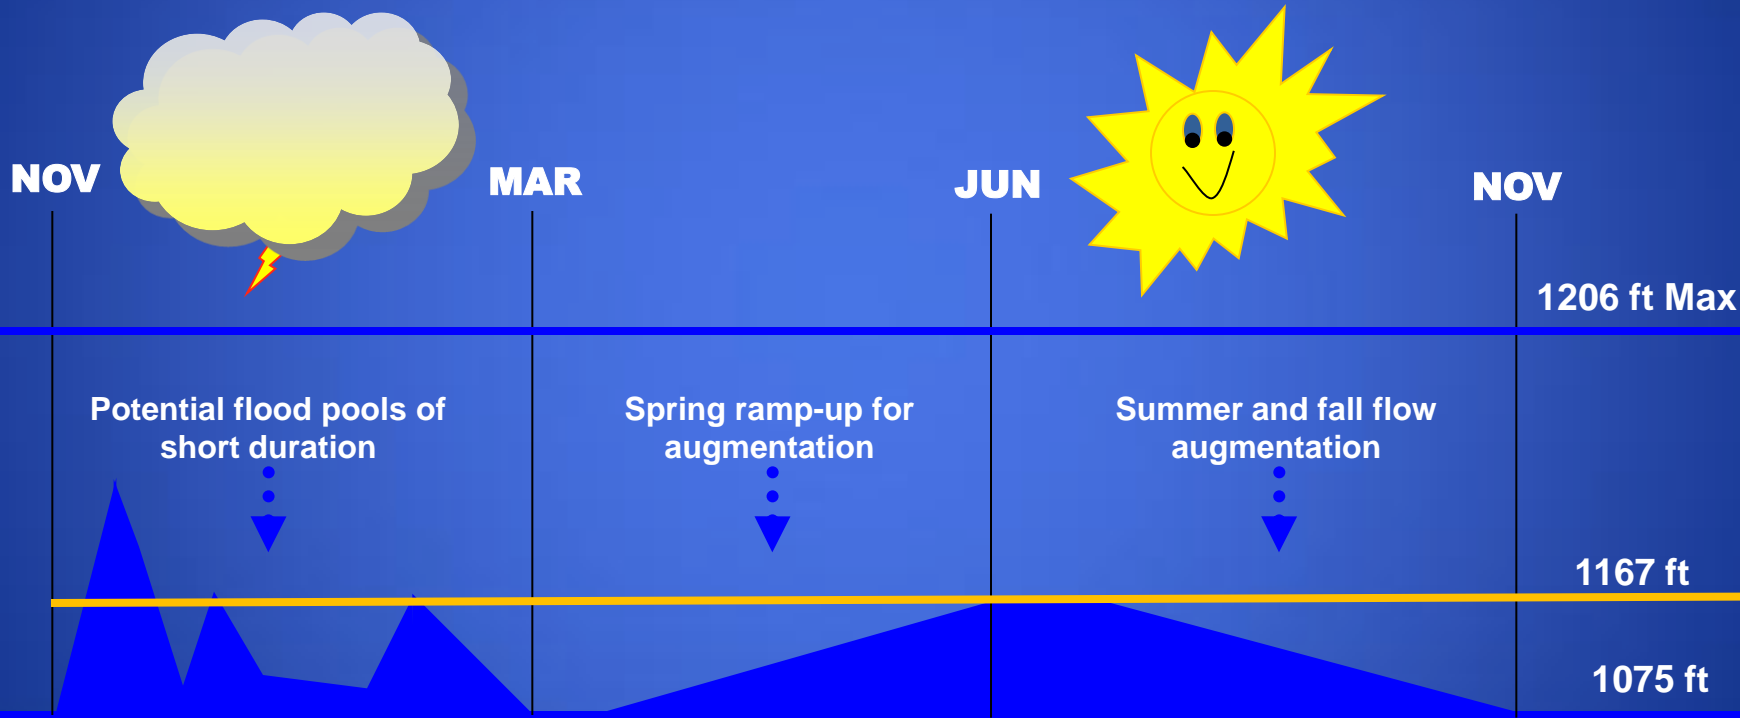 NOV
MAR
JUN
NOV
1206 ft Max
Potential flood pools of
short duration
Spring ramp-up for
augmentation
Summer and fall flow
augmentation
1167 ft
1075 ft